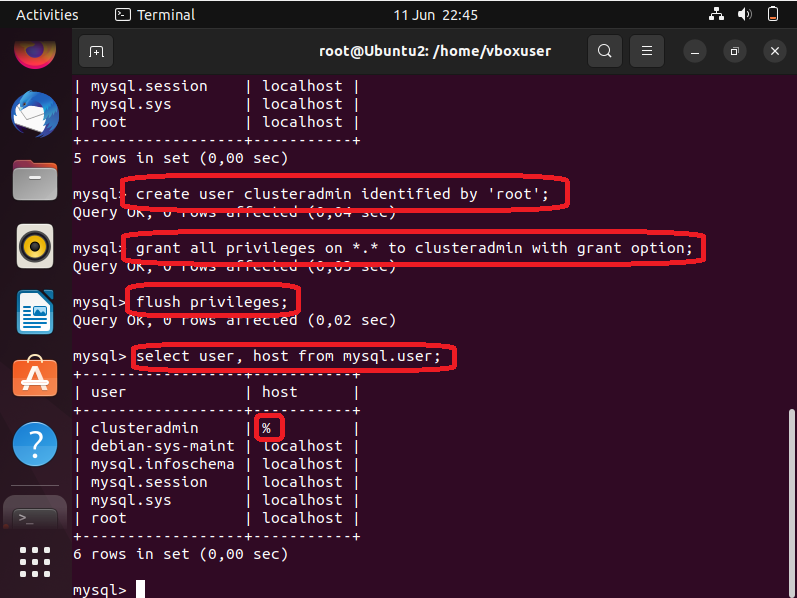 Activities Terminal 11 Jun 22:45
root@Ubuntu2: /home/vboxuser
| mysql.session    | localhost |
| mysql.sys        | localhost |
| root             | localhost |
+------------------+-----------+
5 rows in set (0,00 sec)
mysql> create user clusteradmin identified by 'root';
Query OK, 0 rows affected (0,04 sec)
mysql> grant all privileges on *.* to clusteradmin with grant option;
Query OK, 0 rows affected (0,03 sec)
mysql> flush privileges;
Query OK, 0 rows affected (0,02 sec)
mysql> select user, host from mysql.user;
+------------------+-----------+
| user             | host      |
+------------------+-----------+
| clusteradmin     | %         |
| debian-sys-maint | localhost |
| mysql.infoschema | localhost |
| mysql.session    | localhost |
| mysql.sys        | localhost |
| root             | localhost |
+------------------+-----------+
6 rows in set (0,00 sec)
mysql>